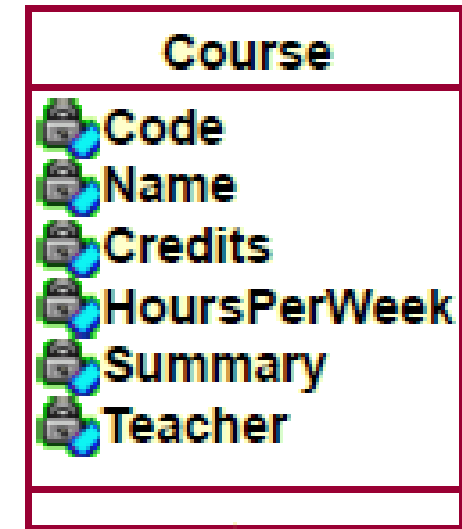 Course
Code
Name
Credits
HoursPerWeek
Summary
Teacher